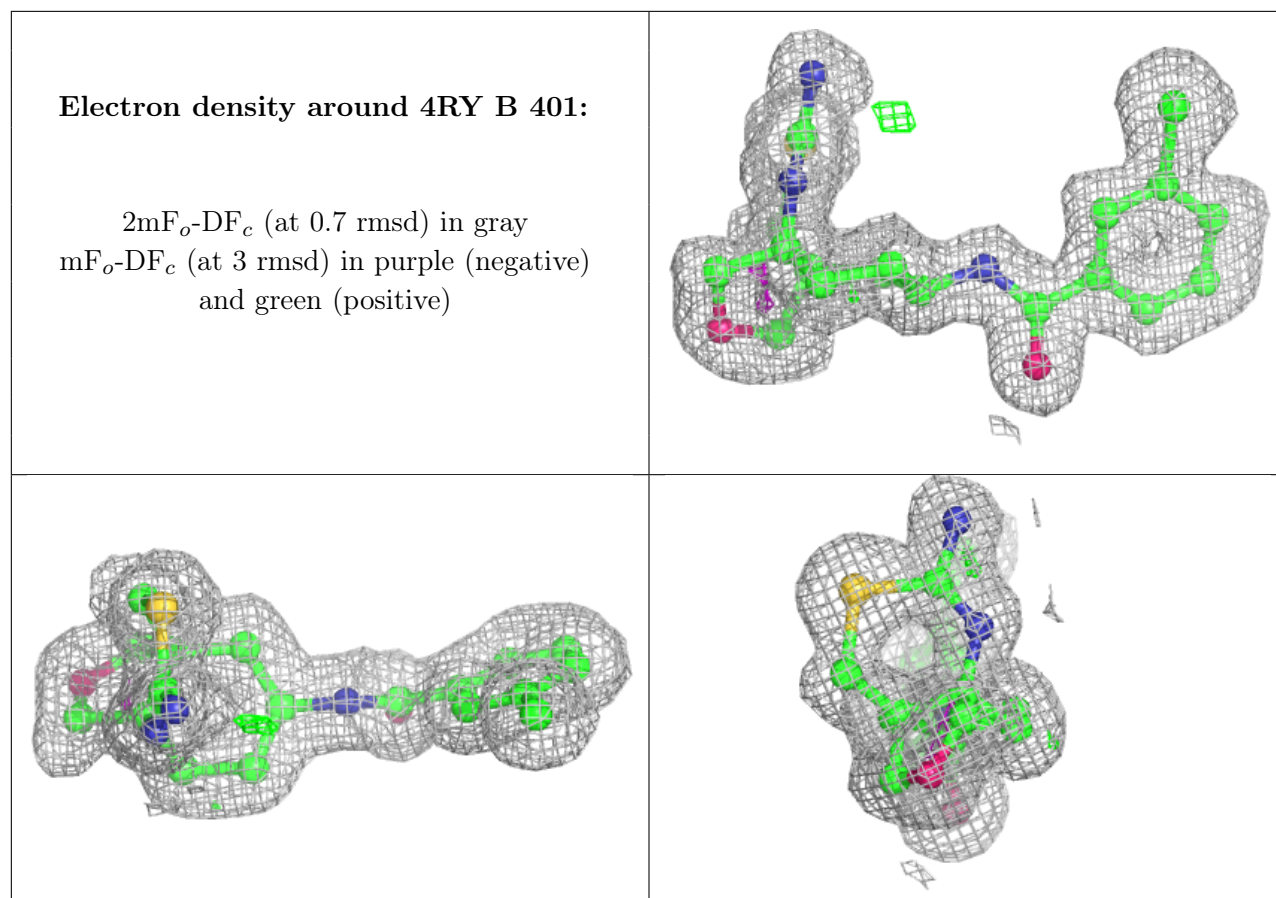 Electron density around 4RY B 401:
2mFo-DFc (at 0.7 rmsd) in gray
mFo-DFc (at 3 rmsd) in purple (negative)
and green (positive)